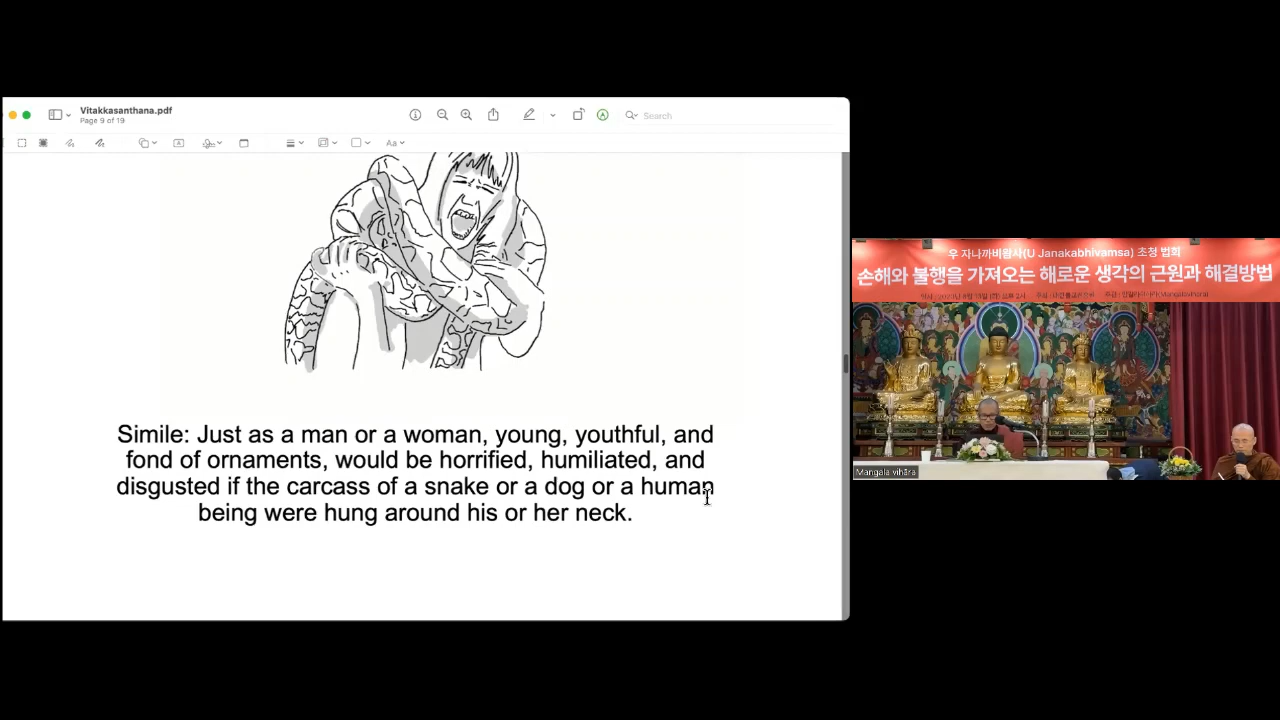 Vitakkasanthana.pdf
Page 9 of 19
Search
Aa
Simile: Just as a man or a woman, young, youthful, and
fond of ornaments, would be horrified, humiliated, and
disgusted if the carcass of a snake or a dog or a human
being were hung around his or her neck.
우 자나까비왐사(U Janakabhivamsa) 초청 법회
손해와 불행을 가져오는 해로운 생각의 근원과 해결방법
Mangala vihāra